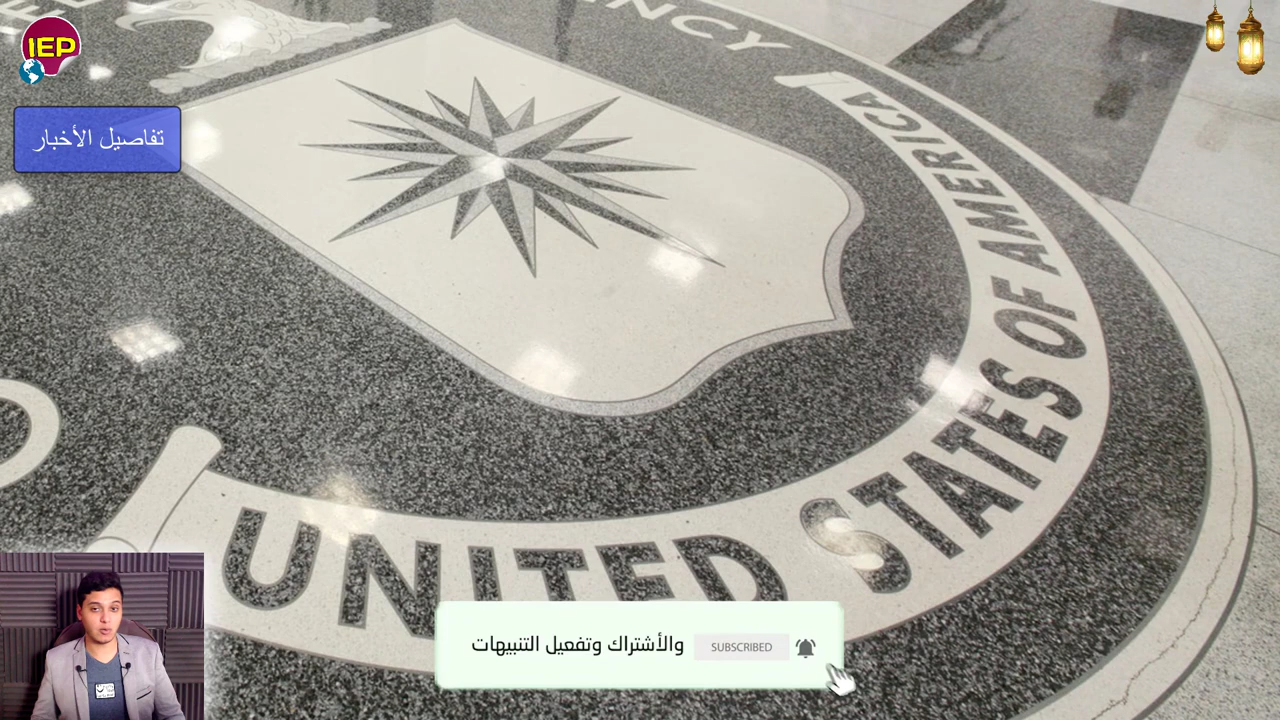 IEP
تفاصيل الأخبار
NCY
UNITED STATES OF AMERICA
والأشتراك وتفعيل التنبيهات
SUBSCRIBED